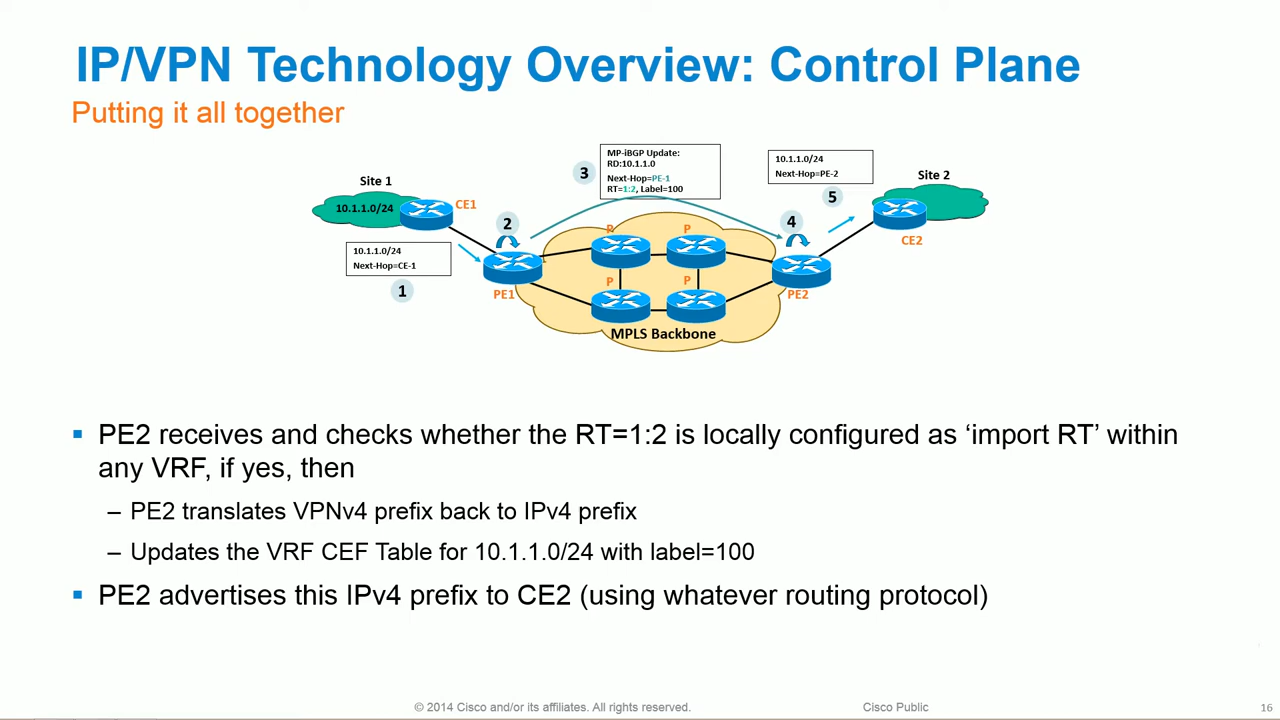 IP/VPN Technology Overview: Control Plane
Putting it all together
MP-iBGP Update:
RD:10.1.1.0
Next-Hop=PE-1
RT=1:2, Label=100
3
10.1.1.0/24
Next-Hop=PE-2
5
Site 1
Site 2
10.1.1.0/24
CE1
CE2
10.1.1.0/24
Next-Hop=CE-1
1
2
4
P
P
P
P
PE1
PE2
MPLS Backbone
▪ PE2 receives and checks whether the RT=1:2 is locally configured as ‘import RT’ within
any VRF, if yes, then
– PE2 translates VPNv4 prefix back to IPv4 prefix
– Updates the VRF CEF Table for 10.1.1.0/24 with label=100
▪ PE2 advertises this IPv4 prefix to CE2 (using whatever routing protocol)
© 2014 Cisco and/or its affiliates. All rights reserved.
Cisco Public
16